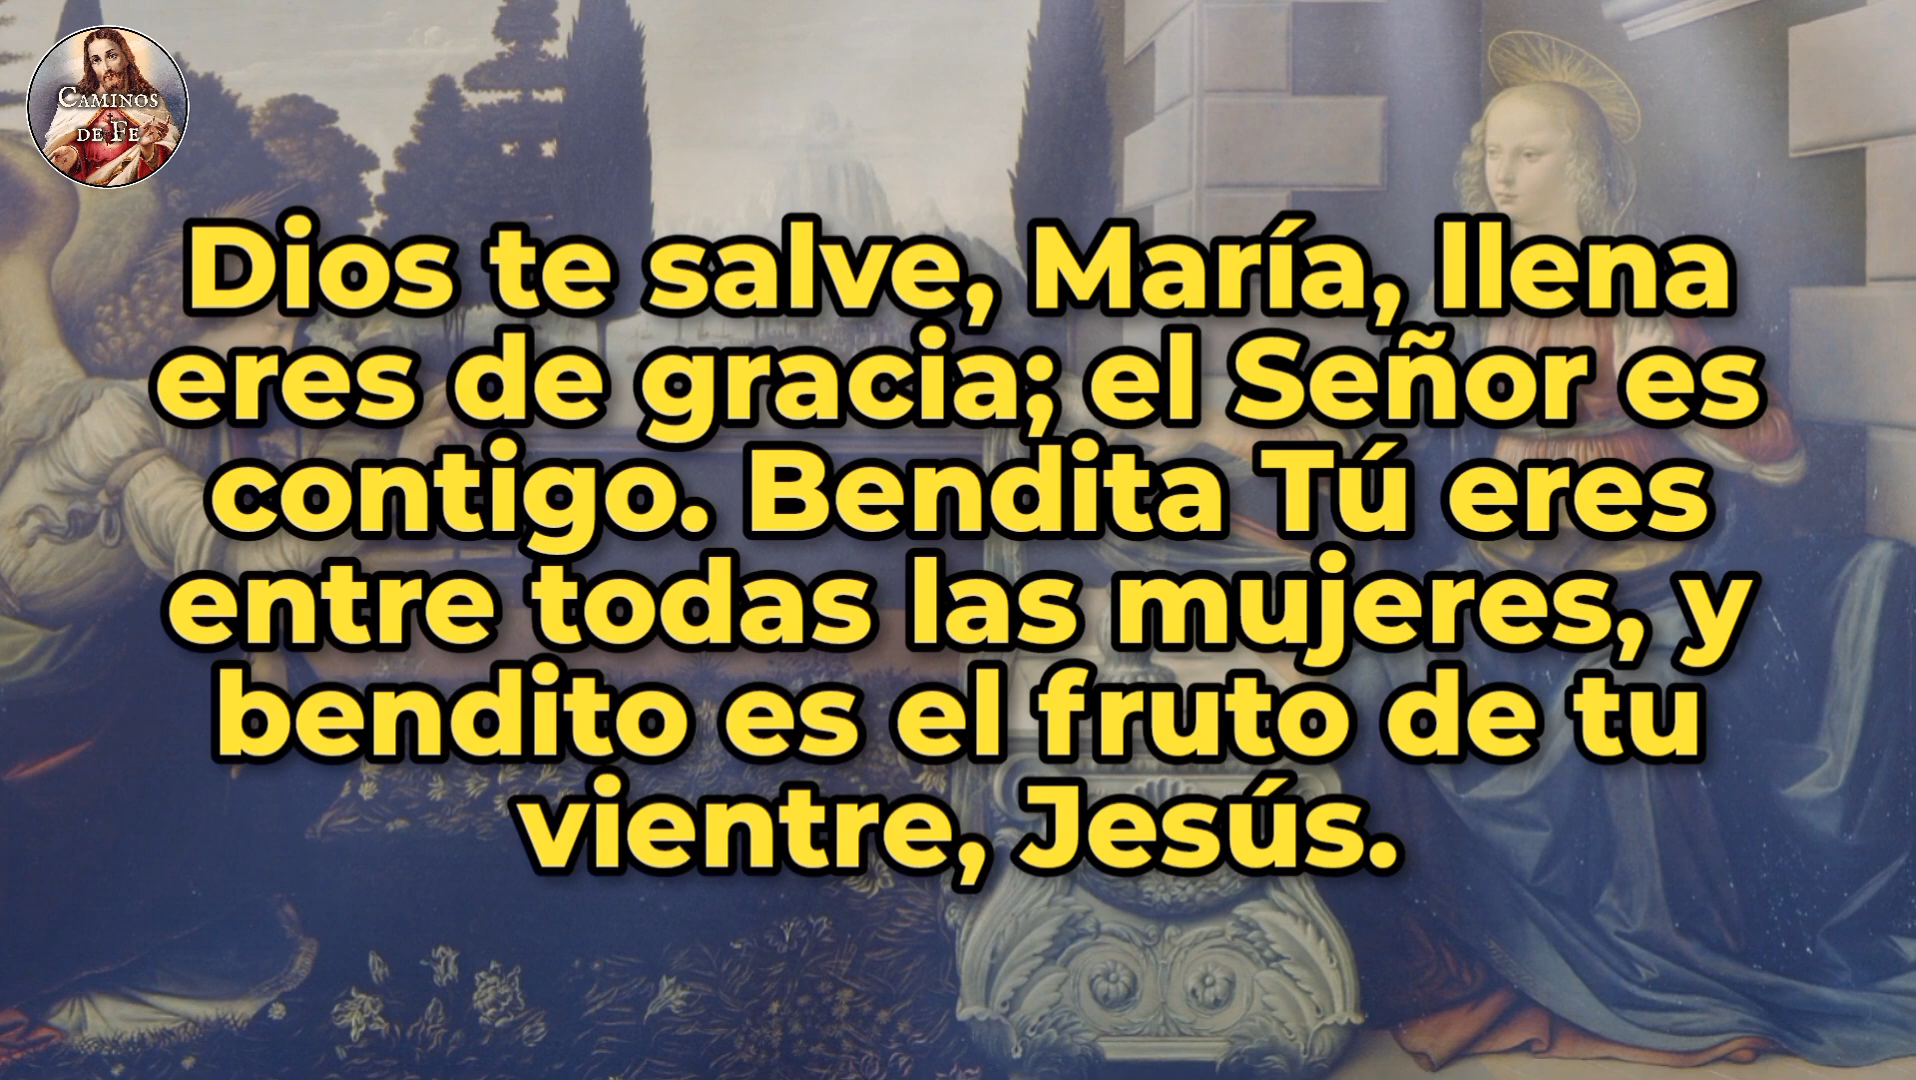 CAMINOS
DE FE
Dios te salve, María, llena
eres de gracia; el Señor es
contigo. Bendita Tú eres
entre todas las mujeres, y
bendito es el fruto de tu
vientre, Jesús.